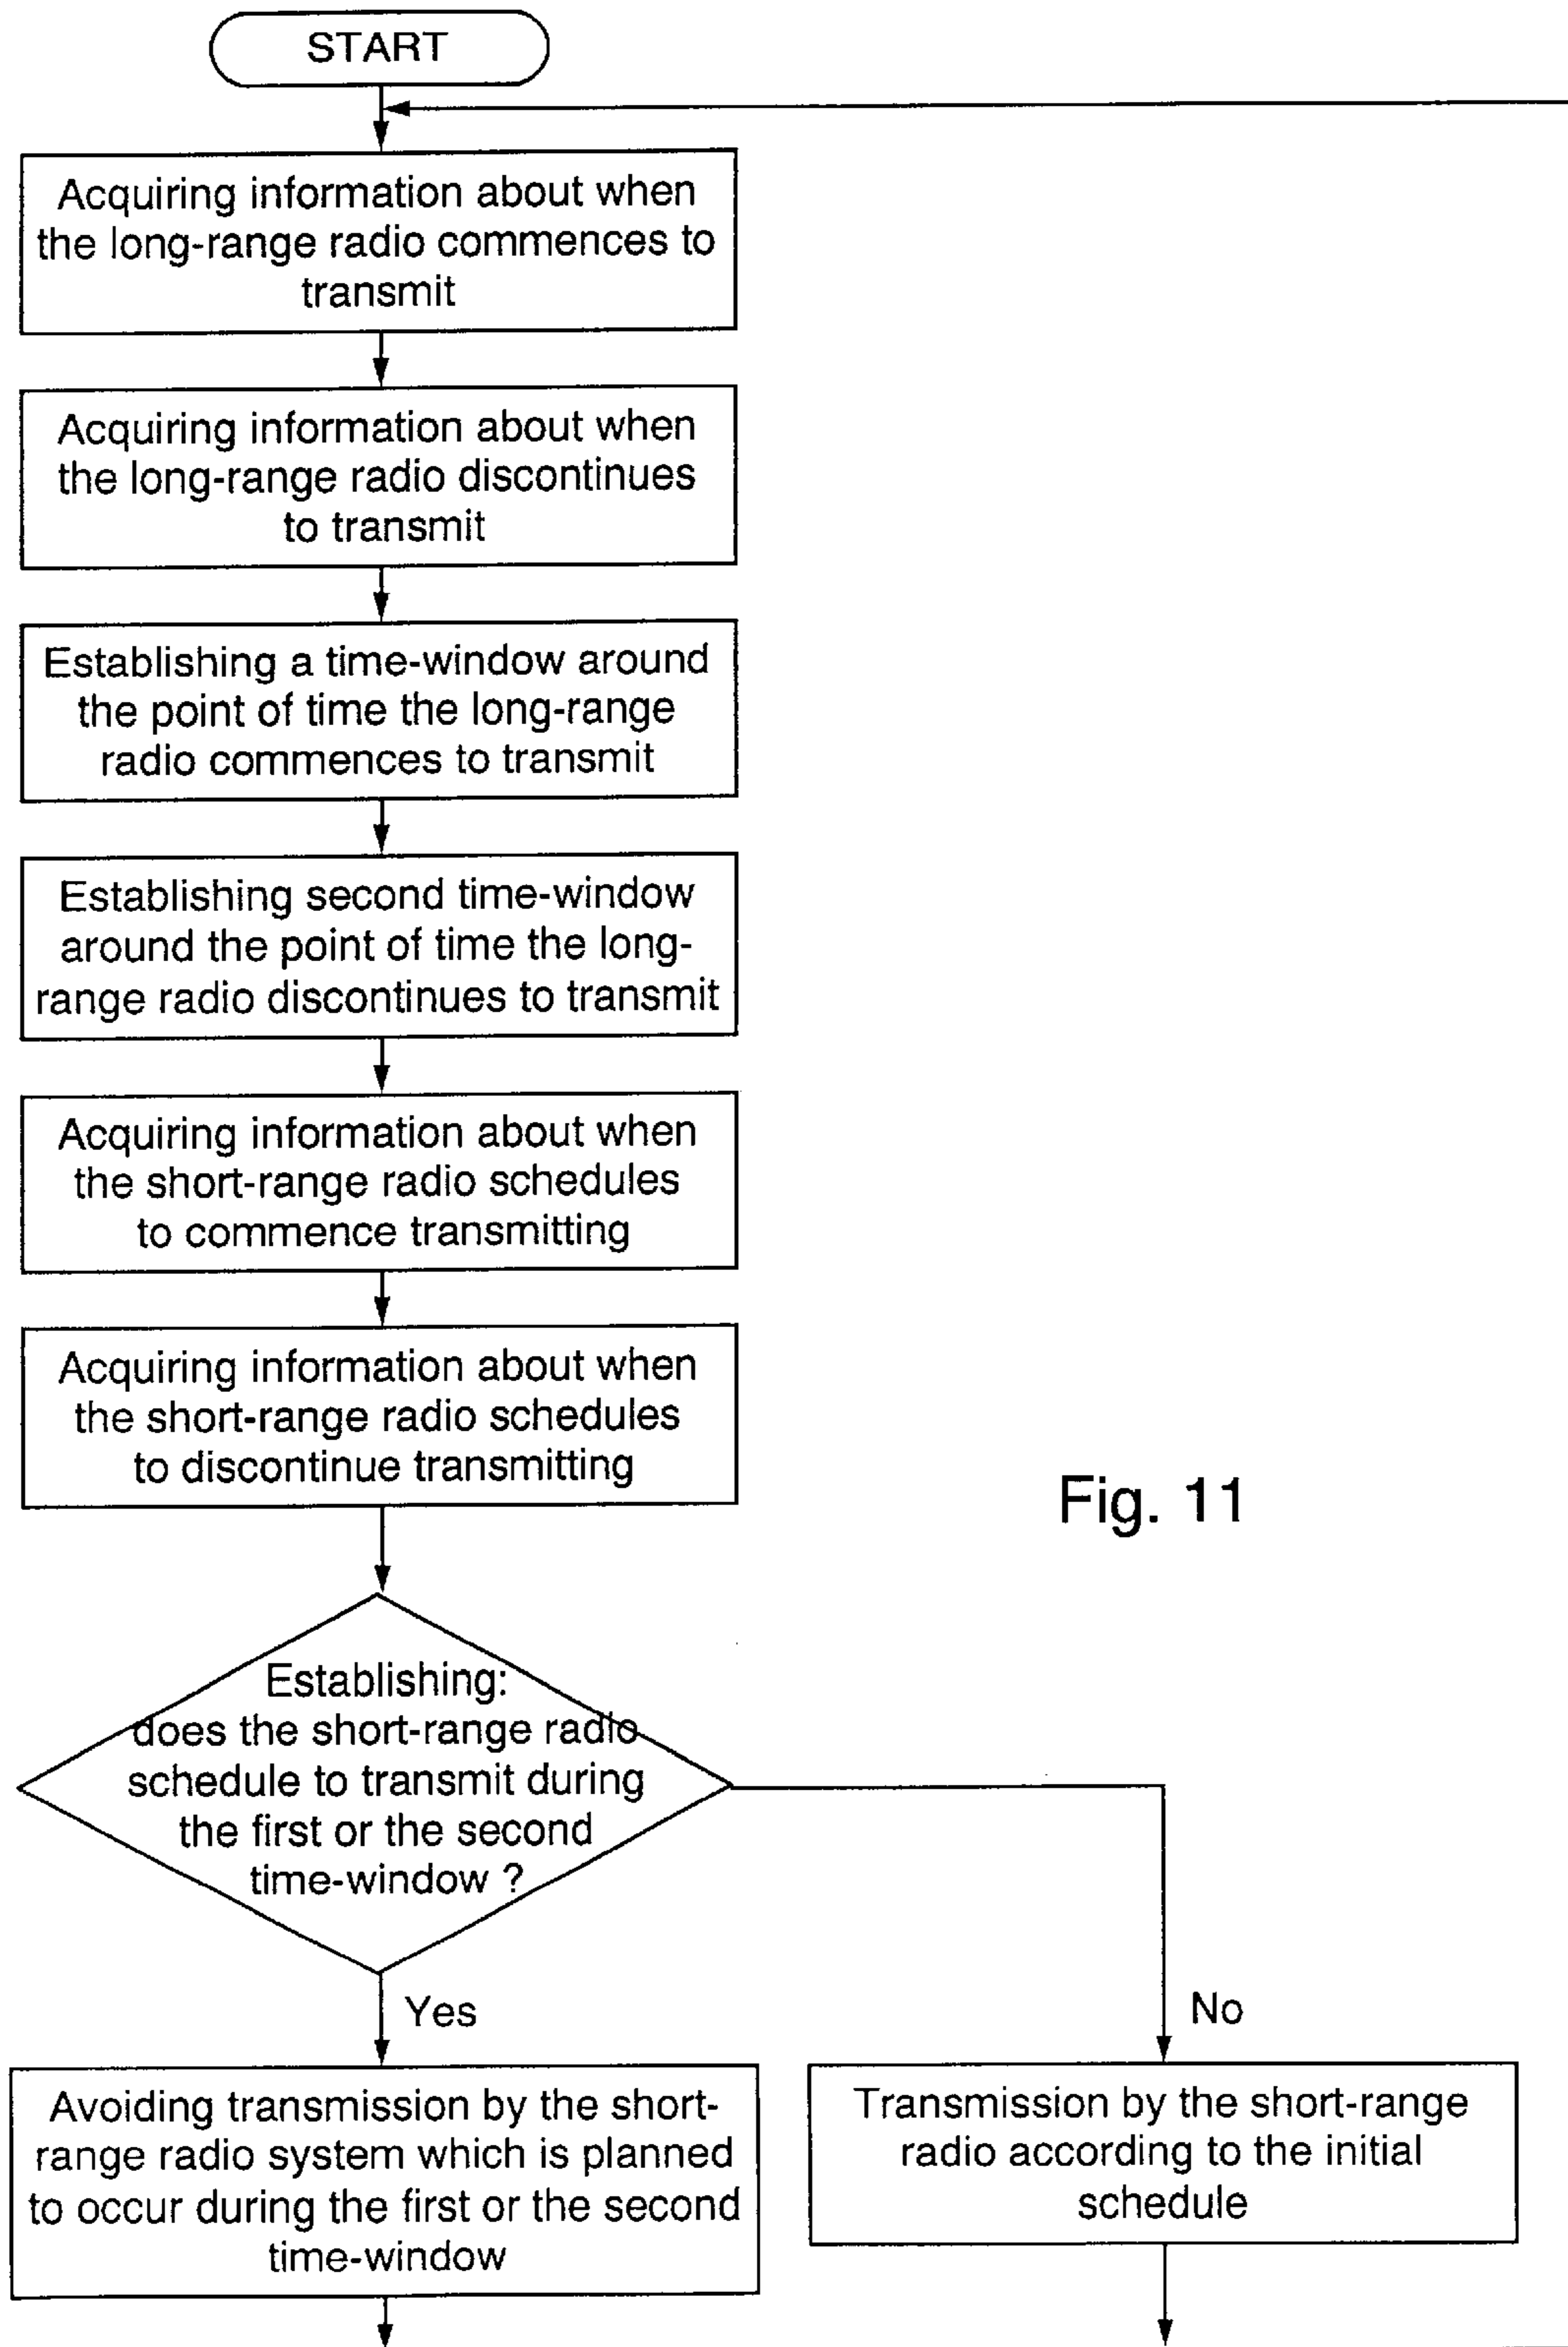 START
Acquiring information about when
the long-range radio commences to
transmit
Acquiring information about when
the long-range radio discontinues
to transmit
Establishing a time-window around
the point of time the long-range
radio commences to transmit
Establishing second time-window
around the point of time the long-
range radio discontinues to transmit
Acquiring information about when
the short-range radio schedules
to commence transmitting
Acquiring information about when
the short-range radio schedules
to discontinue transmitting
Fig. 11
Establishing:
does the short-range radio
schedule to transmit during
the first or the second
time-window ?
Yes
No
Avoiding transmission by the short-
range radio system which is planned
to occur during the first or the second
time-window
Transmission by the short-range
radio according to the initial
schedule